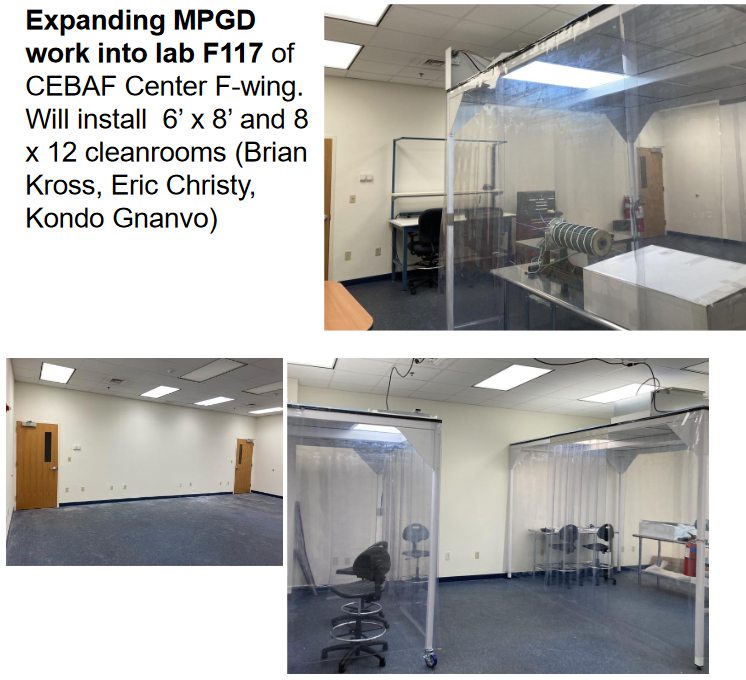 Expanding MPGD
work into lab F117 of
CEBAF Center F-wing.
Will install  6’ x 8’ and 8
x 12 cleanrooms (Brian
Kross, Eric Christy,
Kondo Gnanvo)